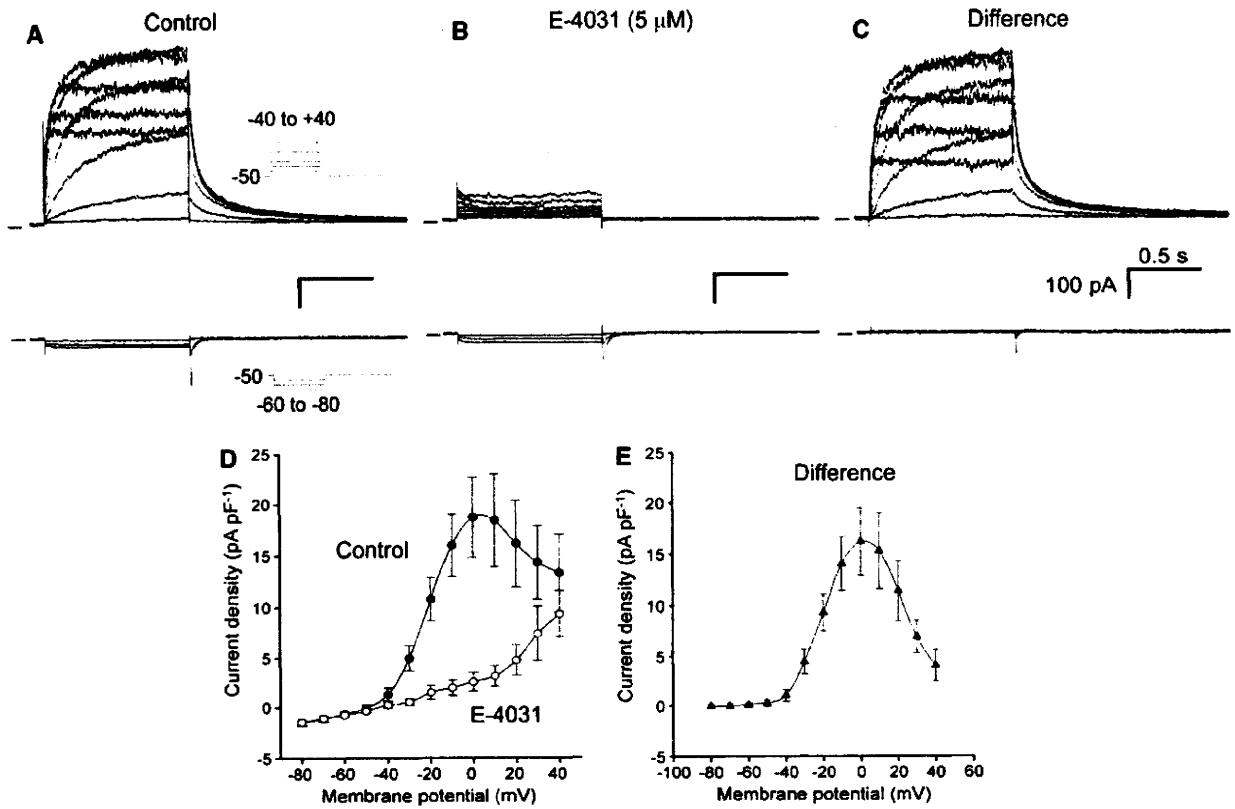 A
Control
B
E-4031 (5 μM)
C
Difference
-40 to +40
-50
0.5 s
100 pA
-50
-60 to -80
D
Current density (pA pF-1)
25
20
15
10
5
0
-5
Control
E-4031
-80 -60 -40 -20 0 20 40
Membrane potential (mV)
E
Difference
Current density (pA pF-1)
25
20
15
10
5
0
-5
-100 -80 -60 -40 -20 0 20 40 60
Membrane potential (mV)